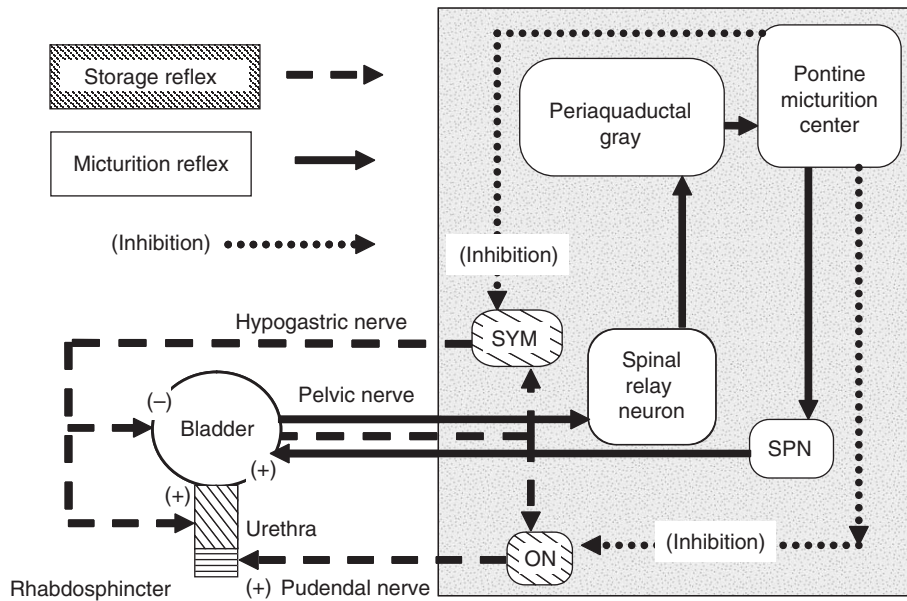 Storage reflex
Micturition reflex
(Inhibition)
Periaquaductal
gray
Pontine
micturition
center
(Inhibition)
Hypogastric nerve
SYM
Spinal
relay
neuron
Pelvic nerve
(–)
Bladder
(+)
SPN
(+)
Urethra
ON
(Inhibition)
Rhabdosphincter
(+) Pudendal nerve